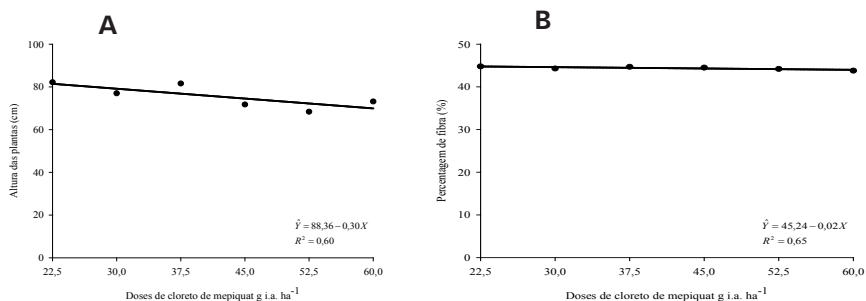 A
Altura das plantas (cm)
100
80
60
40
20
0
22,5 30,0 37,5 45,0 52,5 60,0
Doses de cloreto de mepiquat g i.a. ha⁻¹
Ŷ = 88,36 − 0,30X
R² = 0,60
B
Percentagem de fibra (%)
50
40
30
20
10
0
22,5 30,0 37,5 45,0 52,5 60,0
Doses de cloreto de mepiquat g i.a. ha⁻¹
Ŷ = 45,24 − 0,02X
R² = 0,65